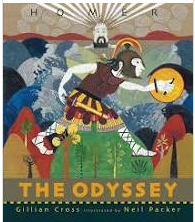 HOMER
THE ODYSSEY
Gillian Cross illustrated by Neil Packer